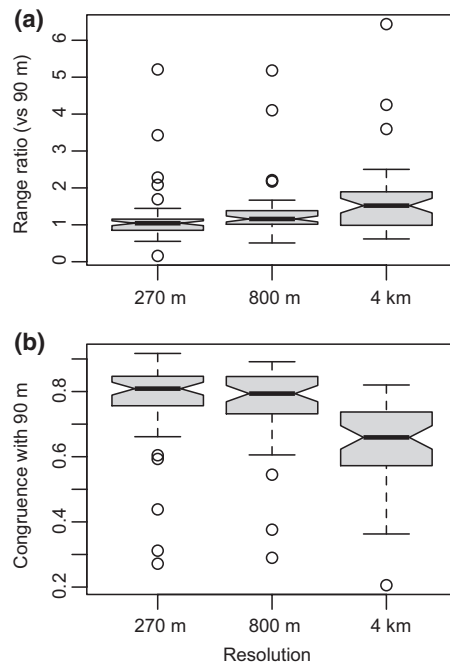 (a)
Range ratio (vs 90 m)
6
5
4
3
2
1
0
270 m 800 m 4 km
(b)
Congruence with 90 m
0.8
0.6
0.4
0.2
270 m 800 m 4 km
Resolution